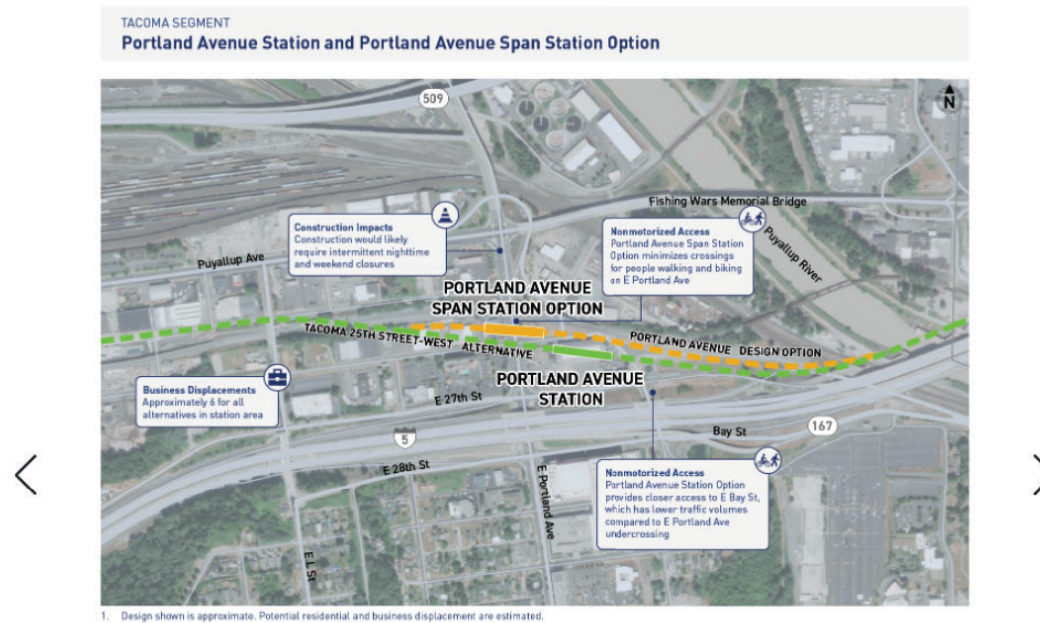 TACOMA SEGMENT
Portland Avenue Station and Portland Avenue Span Station Option
509
N
Fishing Wars Memorial Bridge
Construction Impacts
Construction would likely
require intermittent nighttime
and weekend closures
Nonmotorized Access
Portland Avenue Span Station
Option minimizes crossings
for people walking and biking
on E Portland Ave
Puyallup River
Puyallup Ave
PORTLAND AVENUE
SPAN STATION OPTION
TACOMA 25TH STREET-WEST ALTERNATIVE
PORTLAND AVENUE DESIGN OPTION
PORTLAND AVENUE
STATION
Business Displacements
Approximately 6 for all
alternatives in station area
E 27th St
167
Bay St
5
E 28th St
E Portland Ave
Nonmotorized Access
Portland Avenue Station Option
provides closer access to E Bay St,
which has lower traffic volumes
compared to E Portland Ave
undercrossing
E L St
1. Design shown is approximate. Potential residential and business displacement are estimated.